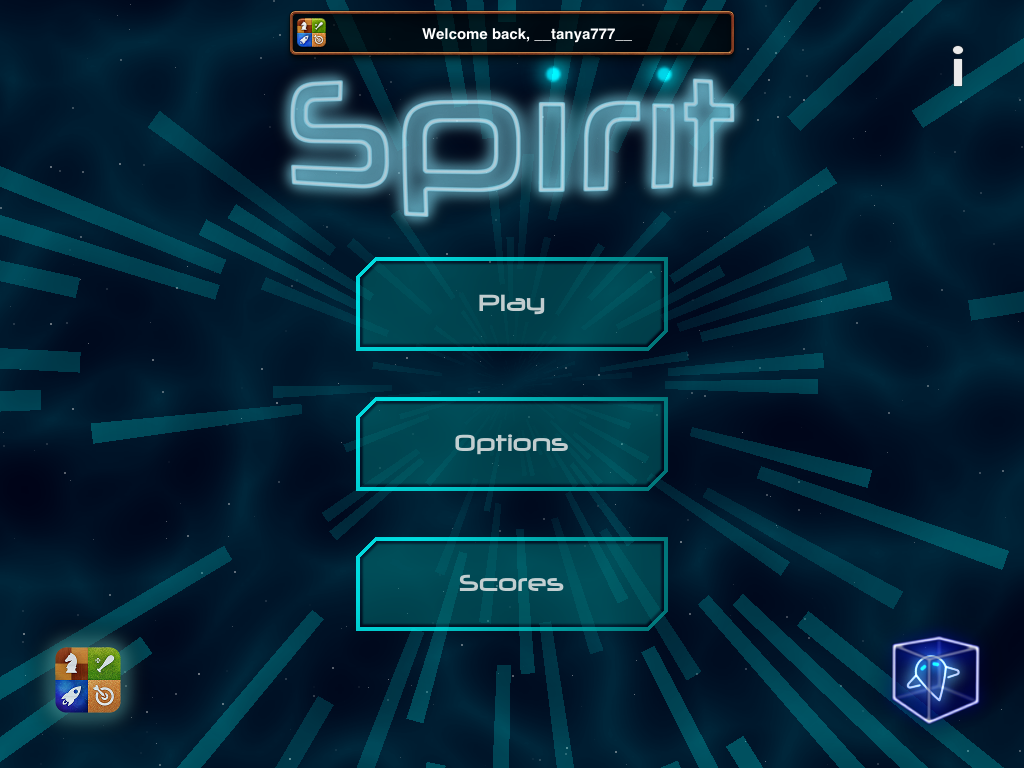 Welcome back, __tanya777__
i
Spirit
Play
Options
Scores